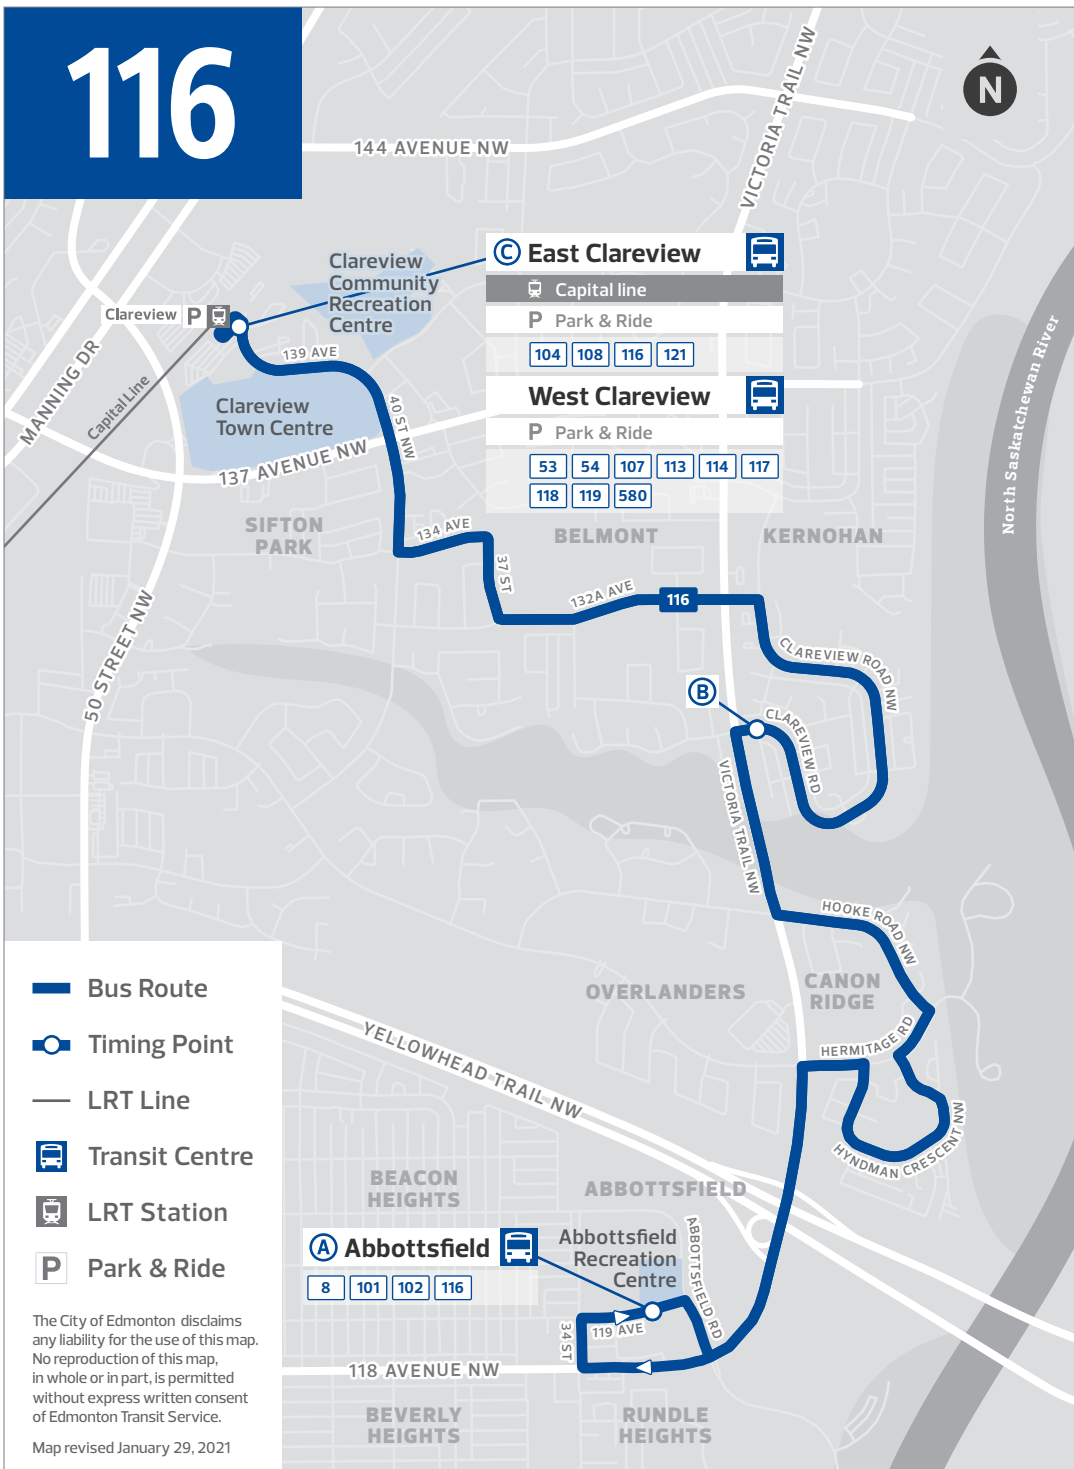 116
N
144 AVENUE NW
VICTORIA TRAIL NW
Clareview
Community
Recreation
Centre
C East Clareview
Capital line
P Park & Ride
104 108 116 121
West Clareview
P Park & Ride
53 54 107 113 114 117
118 119 580
Clareview P
MANNING DR
Capital Line
139 AVE
40 ST NW
Clareview
Town Centre
137 AVENUE NW
North Saskatchewan River
SIFTON
PARK
134 AVE
BELMONT
KERNOHAN
37 ST
132A AVE
116
50 STREET NW
CLAREVIEW ROAD NW
B
CLAREVIEW RD
VICTORIA TRAIL NW
HOOKE ROAD NW
OVERLANDERS
CANON
RIDGE
HERMITAGE RD
YELLOWHEAD TRAIL NW
HYNDMAN CRESCENT NW
BEACON
HEIGHTS
ABBOTTSFIELD
A Abbottsfield
8 101 102 116
Abbottsfield
Recreation
Centre
ABBOTTSFIELD RD
119 AVE
34 ST
118 AVENUE NW
BEVERLY
HEIGHTS
RUNDLE
HEIGHTS
Bus Route
Timing Point
LRT Line
Transit Centre
LRT Station
P Park & Ride
The City of Edmonton disclaims
any liability for the use of this map.
No reproduction of this map,
in whole or in part, is permitted
without express written consent
of Edmonton Transit Service.
Map revised January 29, 2021